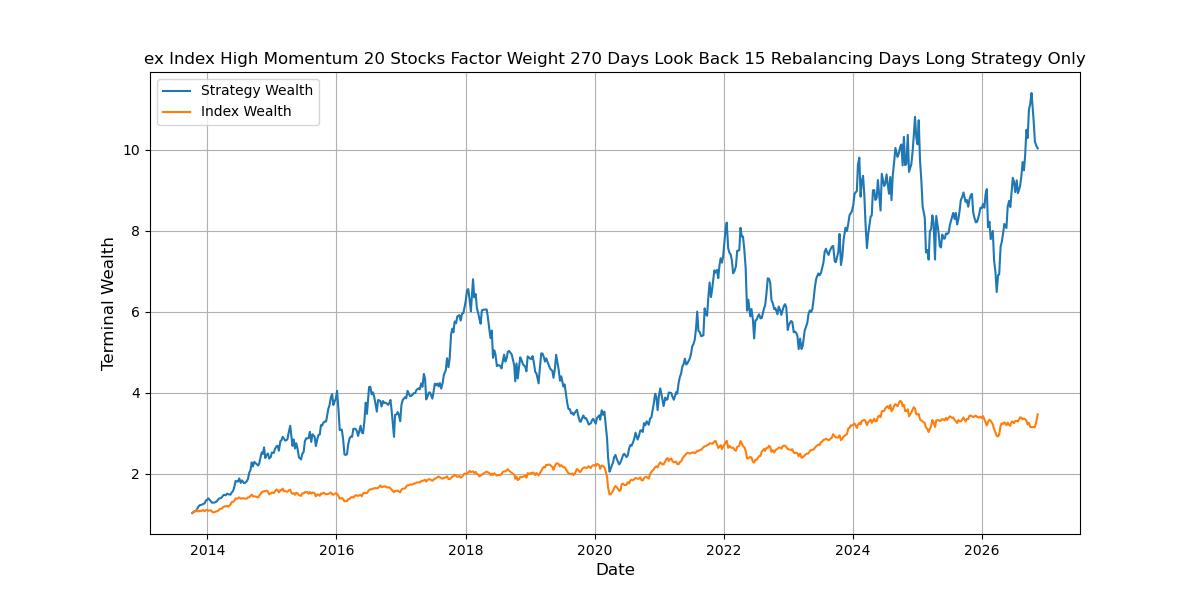 ex Index High Momentum 20 Stocks Factor Weight 270 Days Look Back 15 Rebalancing Days Long Strategy Only
Strategy Wealth
Index Wealth
10
8
6
4
2
Terminal Wealth
2014 2016 2018 2020 2022 2024 2026
Date